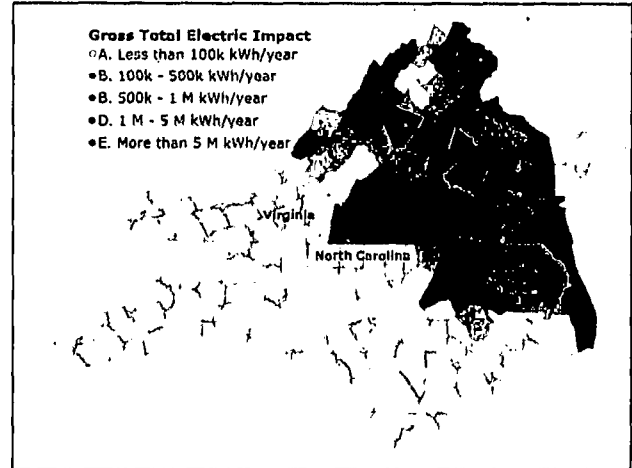 Gross Total Electric Impact
○A. Less than 100k kWh/year
●B. 100k - 500k kWh/year
●B. 500k - 1 M kWh/year
●D. 1 M - 5 M kWh/year
●E. More than 5 M kWh/year
Virginia
North Carolina